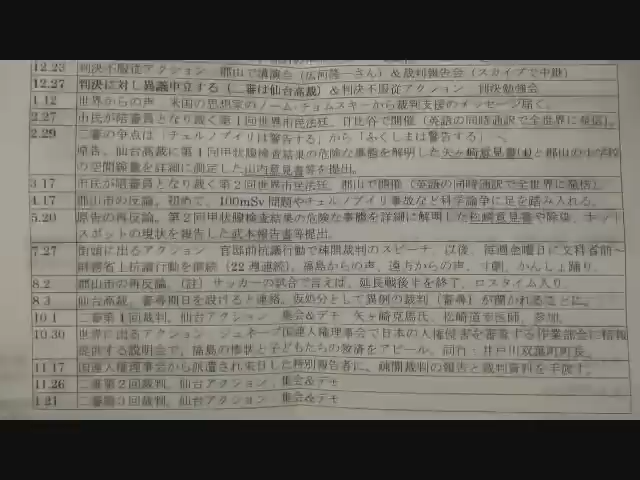 12.23 判決不服従アクション 郡山で講演会（広河隆一さん）＆裁判報告会（スカイプで中継）
12.27 判決に対し異議申立する（二審は仙台高裁）＆判決不服従アクション 判決勉強会
1.12 世界からの声 米国の思想家のノーム・チョムスキーから裁判支援のメッセージ届く。
2.27 市民が陪審員となり裁く第1回世界市民法廷、日比谷で開催（英語の同時通訳で全世界に発信）。
2.29 二審の争点は「チェルノブイリは警告する」から「ふくしまは警告する」へ
原告、仙台高裁に第4回甲状腺検査結果の危険な事態を解明した矢ヶ崎意見書と郡山の小中学校
の空間線量を詳細に測定した山内意見書等を提出。
3.17 市民が陪審員となり裁く第2回世界市民法廷、郡山で開催（英語の同時通訳で全世界に発信）。
4.17 郡山市の反論。初めて、100mSv問題やチェルノブイリ事故など科学論争に足を踏み入れる。
5.20 原告の再反論。第2回甲状腺検査結果の危険な事態を詳細に解明した松崎意見書や除染、ホット
スポットの現状を報告した武本報告書等提出。
7.27 街頭に出るアクション 官邸前抗議行動で疎開裁判のスピーチ、以後、毎週金曜日に文科省前～
財務省上抗議行動を継続（22週連続）。福島からの声、遠方からの声、寸劇、かんしょ踊り。
8.2 郡山市の再反論。（註）サッカーの試合で言えば、延長戦後半を終了、ロスタイム入り。
8.3 仙台高裁、審尋期日を設けると連絡。仮処分として異例の裁判（審尋）が開かれることに。
10.1 二審第1回裁判。仙台アクション 集会＆デモ 矢ヶ崎克馬氏、松崎道幸医師、参加。
10.30 世界に出るアクション ジュネーブ国連人権理事会で日本の人権侵害を審査する作業部会に情報
提供する説明会で、福島の惨状と子どもたちの救済をアピール。同行・井戸川双葉町町長。
11.17 国連人権理事会から派遣され来日した特別報告者に、疎開裁判の報告と裁判資料を手渡す。
11.26 二審第2回裁判。仙台アクション 集会＆デモ
1.21 二審第3回裁判。仙台アクション 集会＆デモ